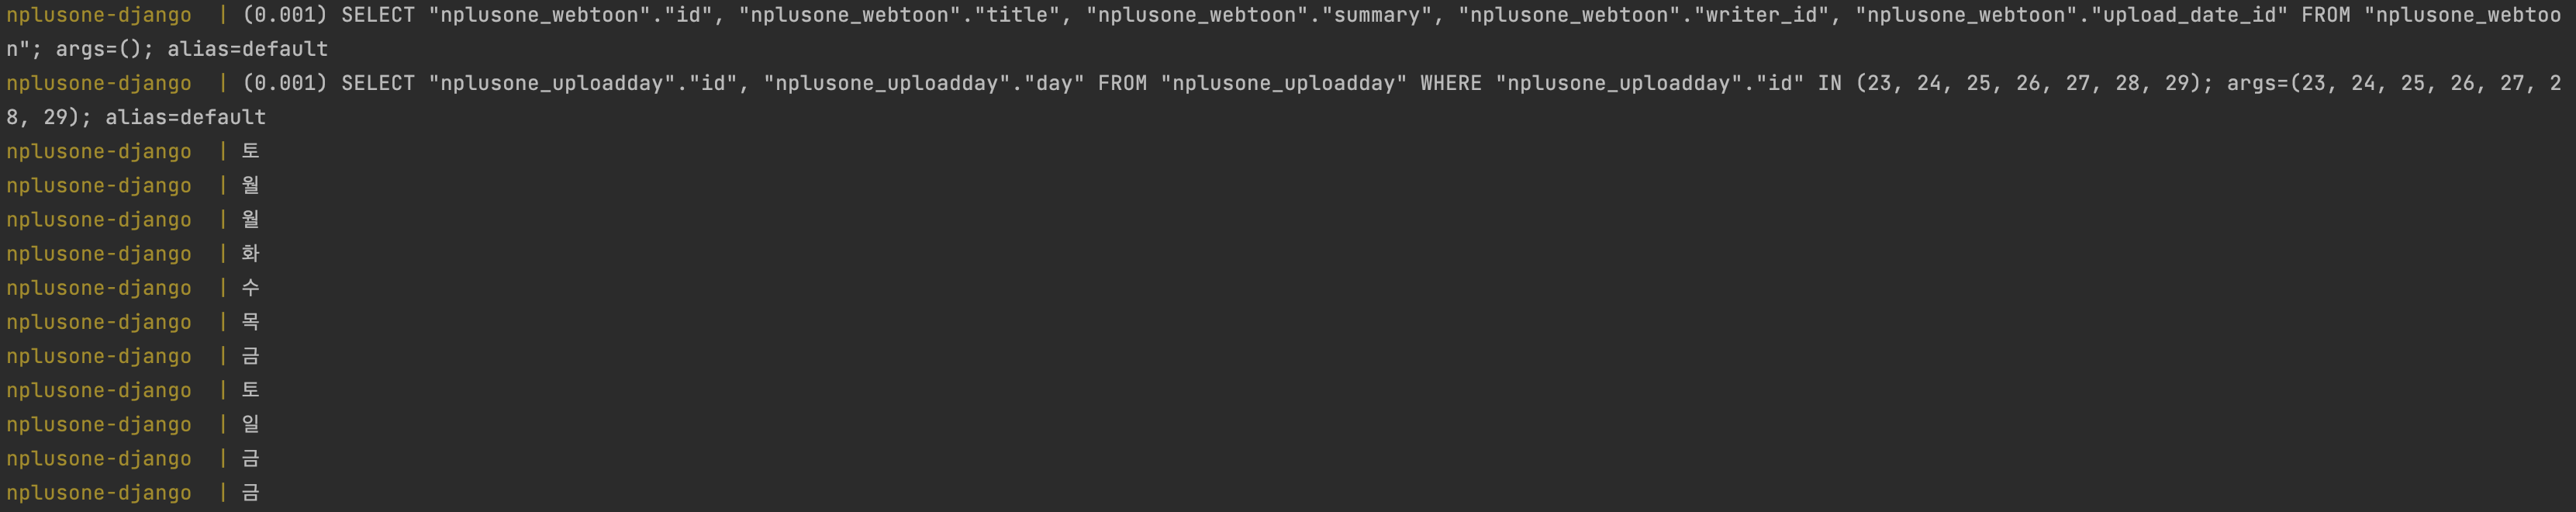 nplusone-django  | (0.001) SELECT "nplusone_webtoon"."id", "nplusone_webtoon"."title", "nplusone_webtoon"."summary", "nplusone_webtoon"."writer_id", "nplusone_webtoon"."upload_date_id" FROM "nplusone_webtoo
n"; args=(); alias=default
nplusone-django  | (0.001) SELECT "nplusone_uploadday"."id", "nplusone_uploadday"."day" FROM "nplusone_uploadday" WHERE "nplusone_uploadday"."id" IN (23, 24, 25, 26, 27, 28, 29); args=(23, 24, 25, 26, 27, 2
8, 29); alias=default
nplusone-django  | 토
nplusone-django  | 월
nplusone-django  | 월
nplusone-django  | 화
nplusone-django  | 수
nplusone-django  | 목
nplusone-django  | 금
nplusone-django  | 토
nplusone-django  | 일
nplusone-django  | 금
nplusone-django  | 금